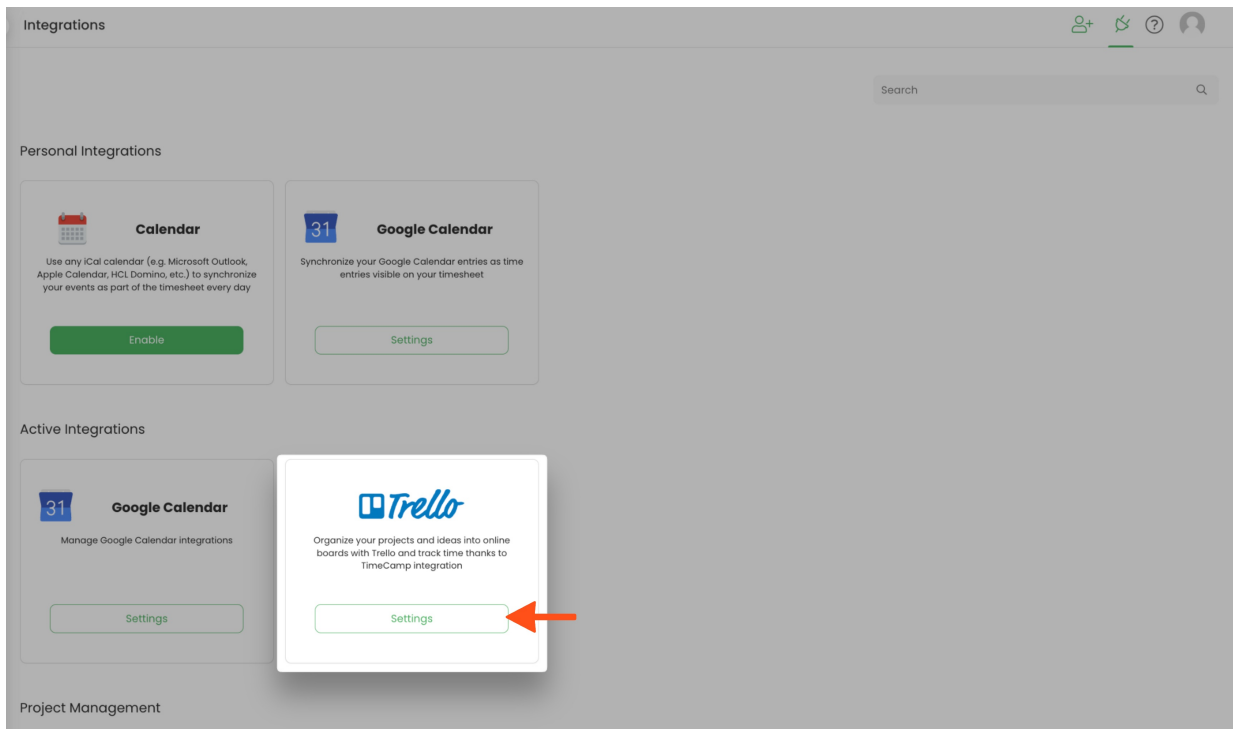 Integrations
Search
Personal Integrations
Calendar
Use any iCal calendar (e.g. Microsoft Outlook,
Apple Calendar, HCL Domino, etc.) to synchronize
your events as part of the timesheet every day
Enable
31
Google Calendar
Synchronize your Google Calendar entries as time
entries visible on your timesheet
Settings
Active Integrations
31
Google Calendar
Manage Google Calendar integrations
Settings
Trello
Organize your projects and ideas into online
boards with Trello and track time thanks to
TimeCamp integration
Settings
Project Management